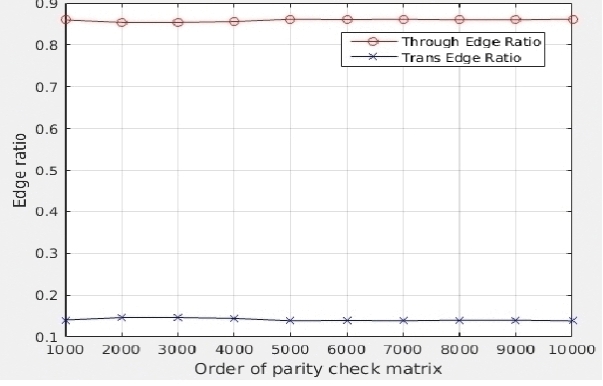 0.9
0.8
0.7
0.6
0.5
0.4
0.3
0.2
0.1
Edge ratio
Through Edge Ratio
Trans Edge Ratio
1000 2000 3000 4000 5000 6000 7000 8000 9000 10000
Order of parity check matrix